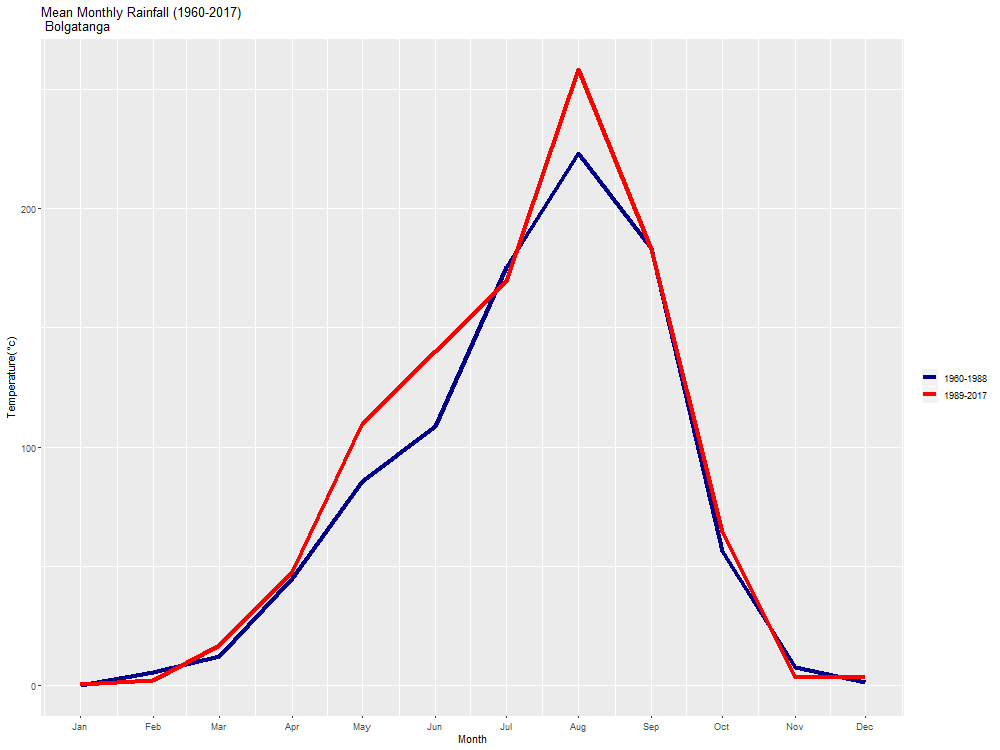 Mean Monthly Rainfall (1960-2017)
Bolgatanga
Temperature(°c)
200
100
0
Jan Feb Mar Apr May Jun Jul Aug Sep Oct Nov Dec
Month
1960-1988
1989-2017